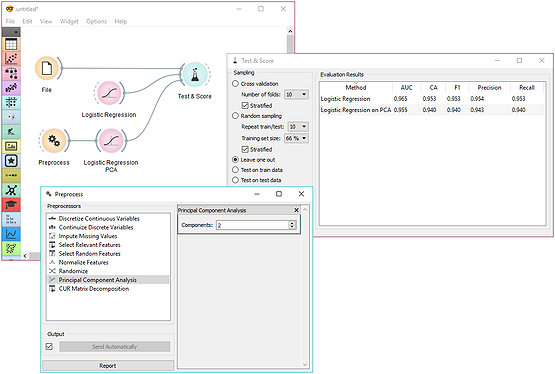 untitled*
File Edit View Widget Options Help
File
Logistic Regression
Test & Score
Preprocess
Logistic Regression
PCA
Test & Score
Sampling
Cross validation
Number of folds: 10
Stratified
Random sampling
Repeat train/test: 10
Training set size: 66 %
Stratified
Leave one out
Test on train data
Test on test data
Evaluation Results
Method AUC CA F1 Precision Recall
Logistic Regression 0.965 0.953 0.953 0.954 0.953
Logistic Regression on PCA 0.955 0.940 0.940 0.943 0.940
Preprocess
Preprocessors
Discretize Continuous Variables
Continuize Discrete Variables
Impute Missing Values
Select Relevant Features
Select Random Features
Normalize Features
Randomize
Principal Component Analysis
CUR Matrix Decomposition
Output
Send Automatically
Report
Principal Component Analysis
Components: 2